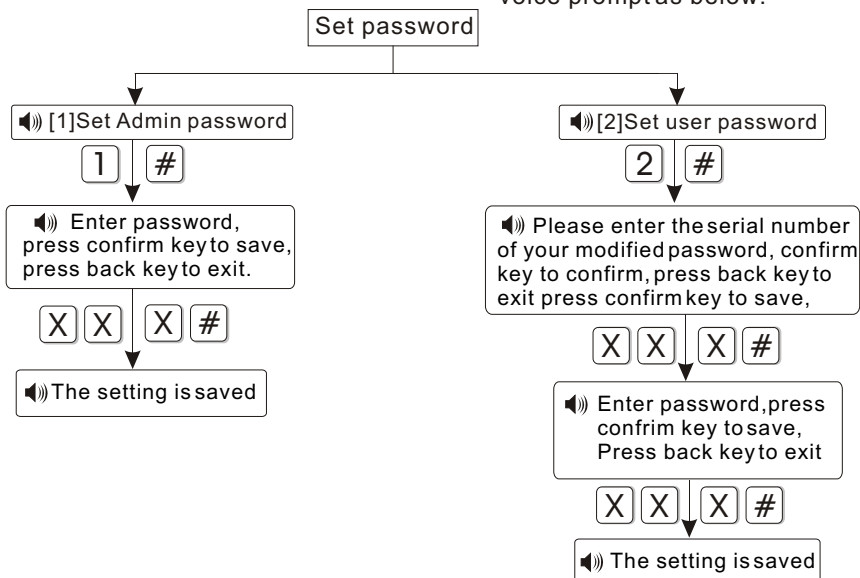 Voice prompt as below:
Set password
[1]Set Admin password
1 #
Enter password,
press confirm key to save,
press back key to exit.
X X X #
The setting is saved
[2]Set user password
2 #
Please enter the serial number
of your modified password, confirm
key to confirm, press back key to
exit press confirm key to save,
X X X #
Enter password,press
confrim key to save,
Press back key to exit
X X X #
The setting is saved